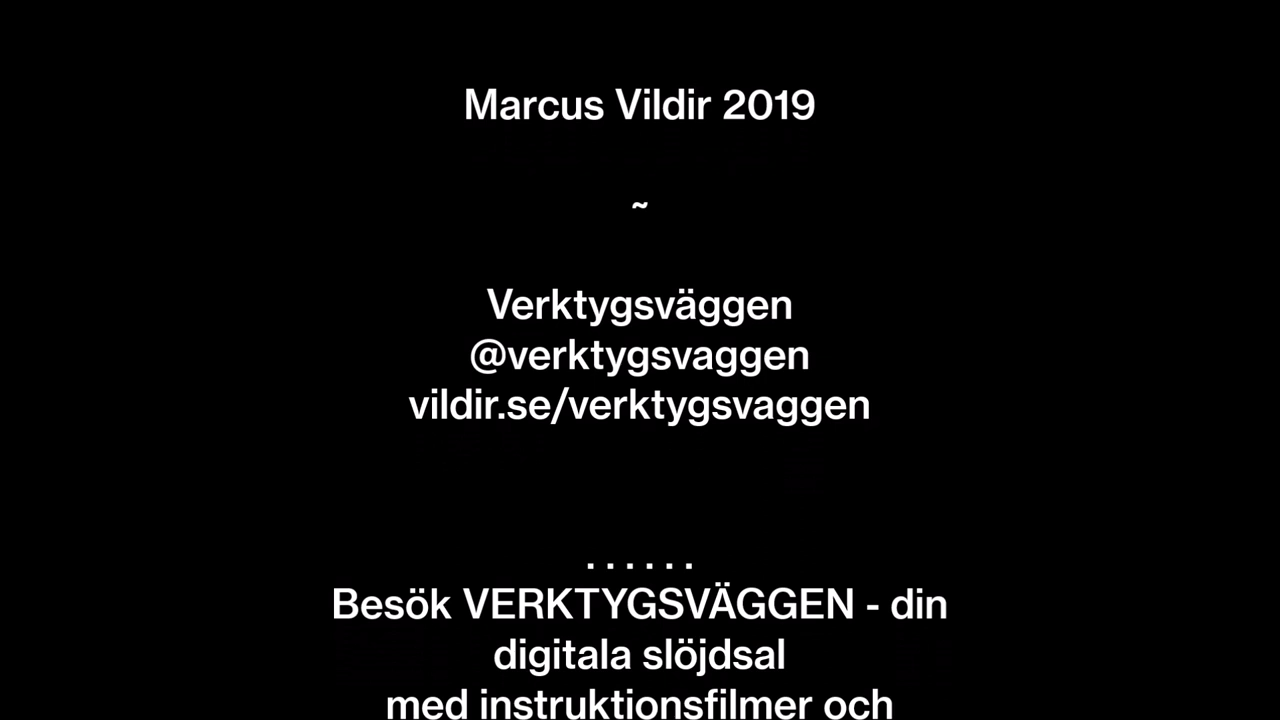 Marcus Vildir 2019
~
Verktygsväggen
@verktygsvaggen
vildir.se/verktygsvaggen
. . . . . .
Besök VERKTYGSVÄGGEN - din
digitala slöjdsal
med instruktionsfilmer och